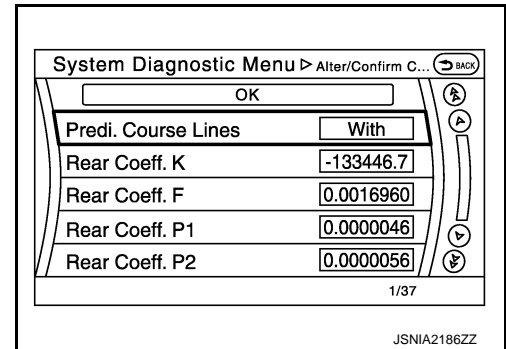 System Diagnostic Menu ▷ Alter/Confirm C... BACK
OK
Predi. Course Lines With
Rear Coeff. K -133446.7
Rear Coeff. F 0.0016960
Rear Coeff. P1 0.0000046
Rear Coeff. P2 0.0000056
1/37
JSNIA2186ZZ